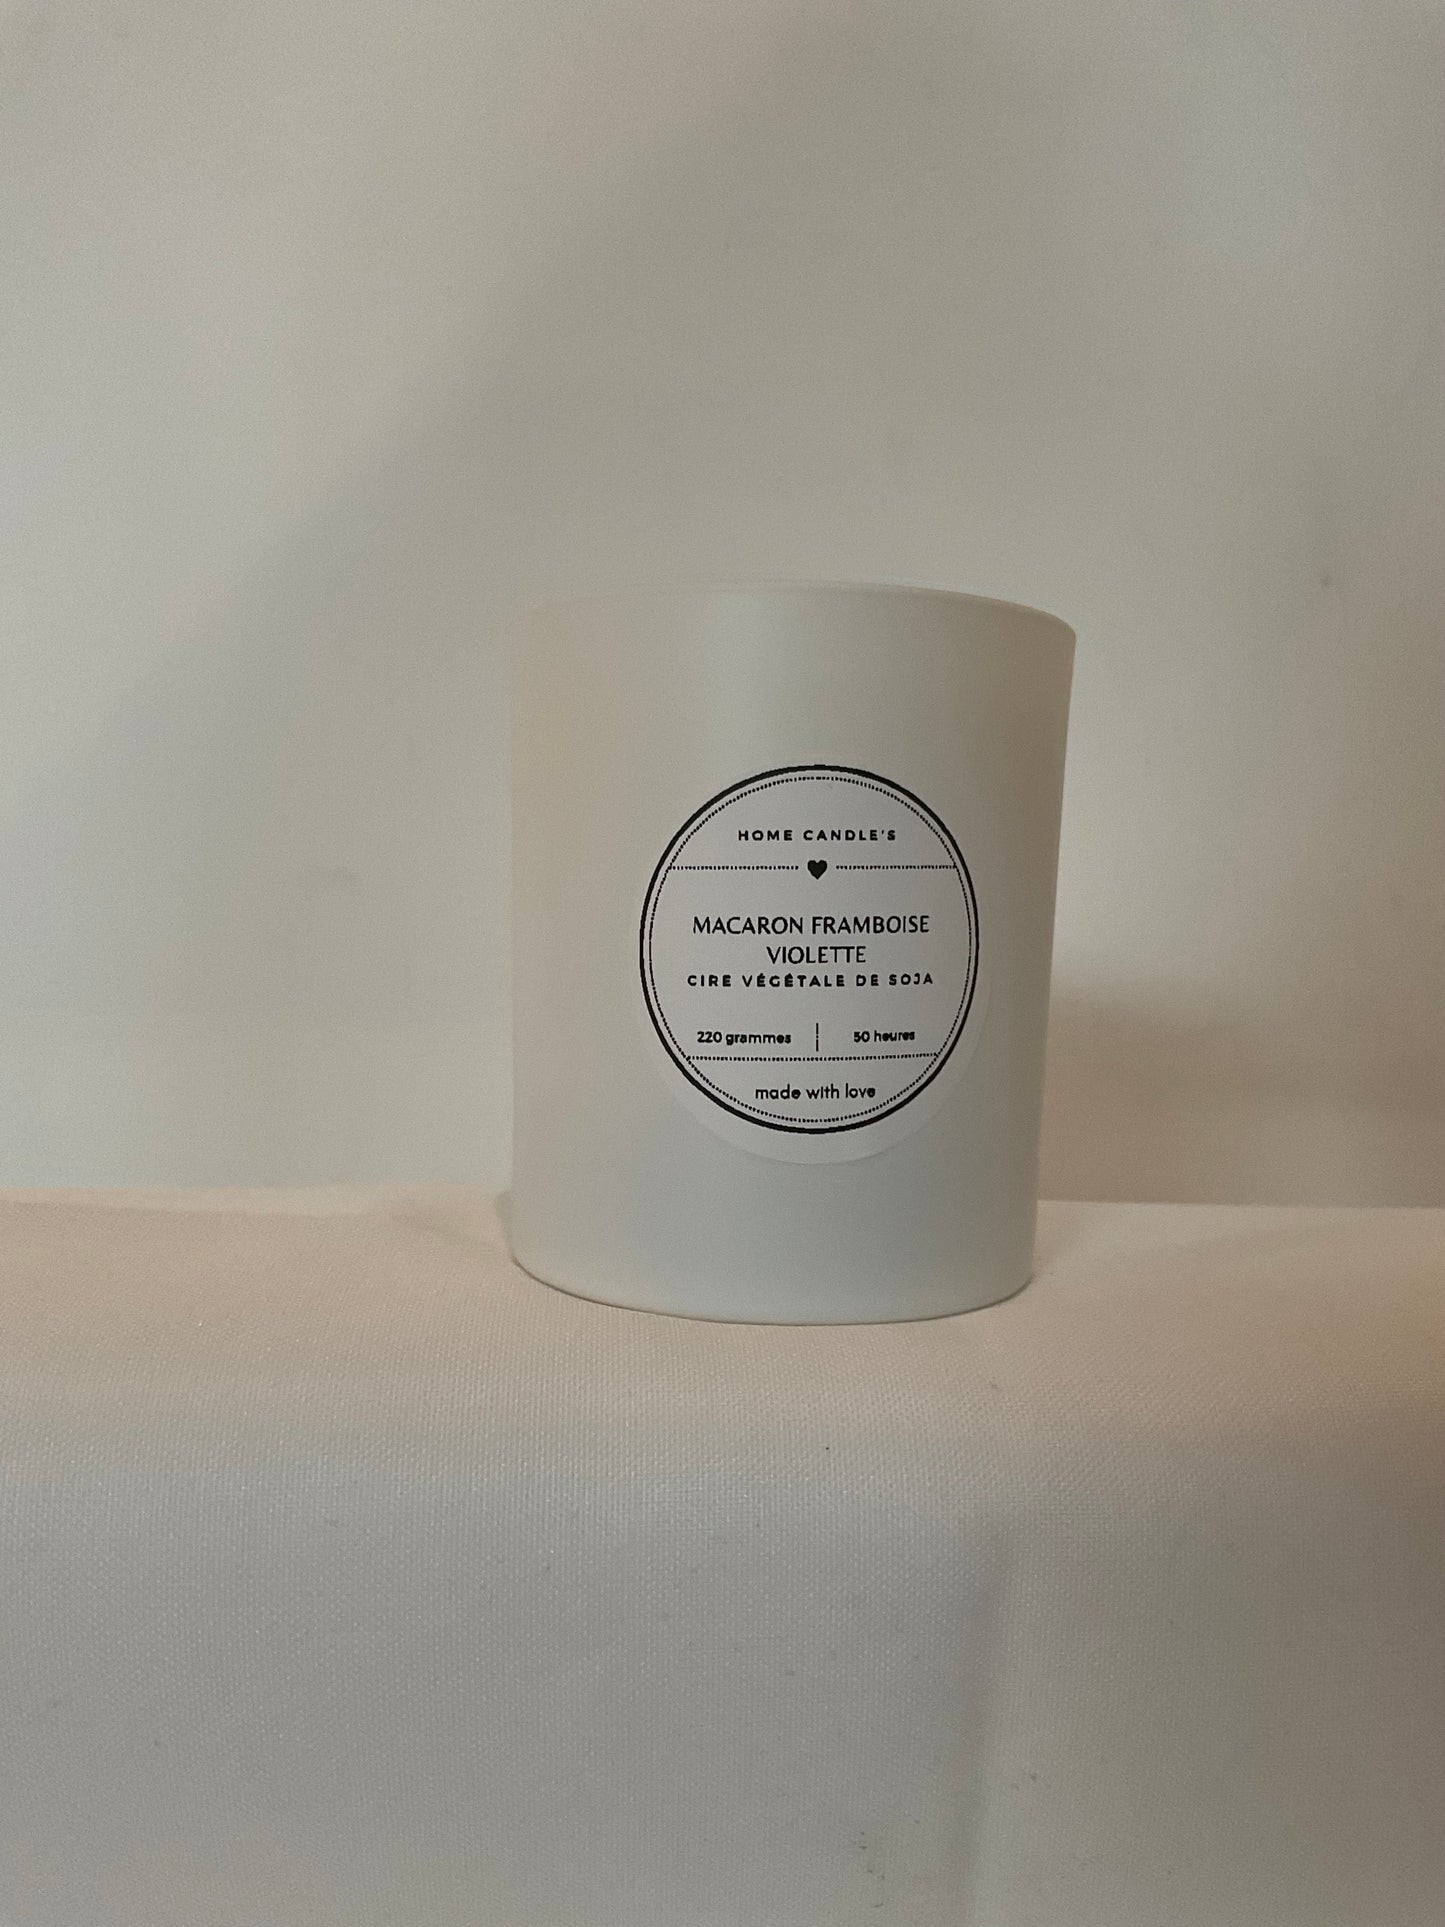 HOME CANDLE'S
MACARON FRAMBOISE
VIOLETTE
CIRE VÉGÉTALE DE SOJA
220 grammes | 50 heures
made with love